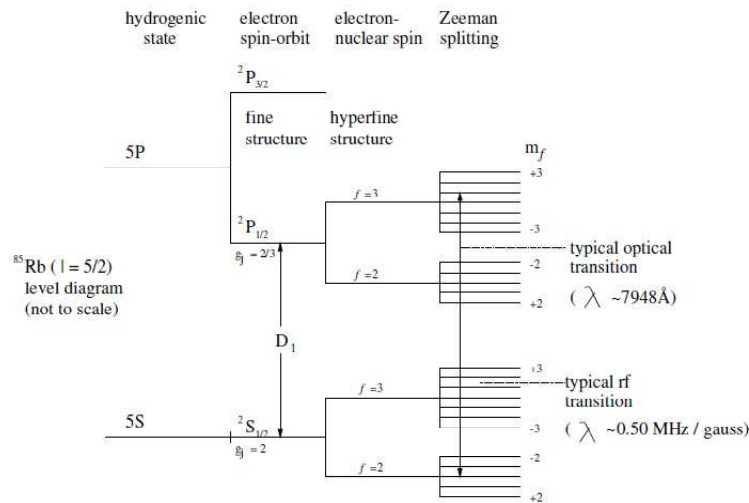 hydrogenic
state
electron
spin-orbit
electron-
nuclear spin
Zeeman
splitting
²P₃/₂
fine
structure
hyperfine
structure
5P
m_f
+3
f=3
-3
²P₁/₂
g_j = 2/3
typical optical
transition
( λ ~7948Å)
⁸⁵Rb ( I = 5/2)
level diagram
(not to scale)
-2
f=2
+2
D₁
+3
f=3
typical rf
transition
( λ ~0.50 MHz / gauss)
-3
5S
²S₁/₂
g_j = 2
-2
f=2
+2